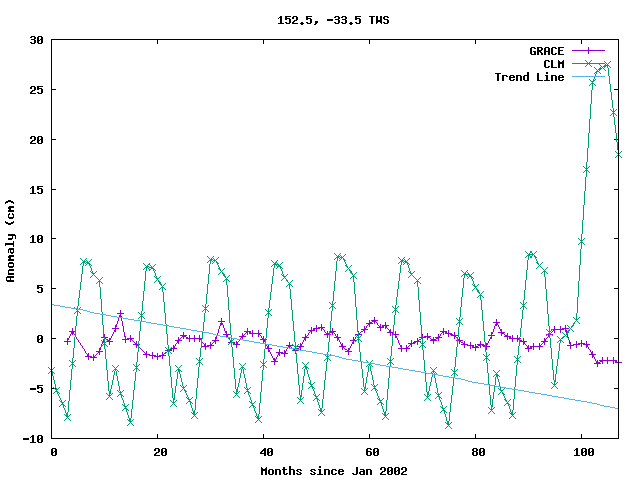 152.5, -33.5 TWS
GRACE
CLM
Trend Line
30
25
20
15
10
5
0
-5
-10
Anomaly (cm)
0 20 40 60 80 100
Months since Jan 2002